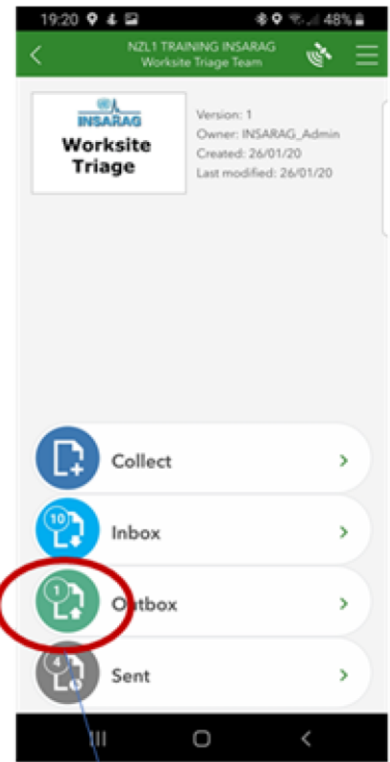 19:20 48%
NZL1 TRAINING INSARAG
Worksite Triage Team
INSARAG
Worksite
Triage
Version: 1
Owner: INSARAG_Admin
Created: 26/01/20
Last modified: 26/01/20
Collect
10
Inbox
1
Outbox
4
Sent